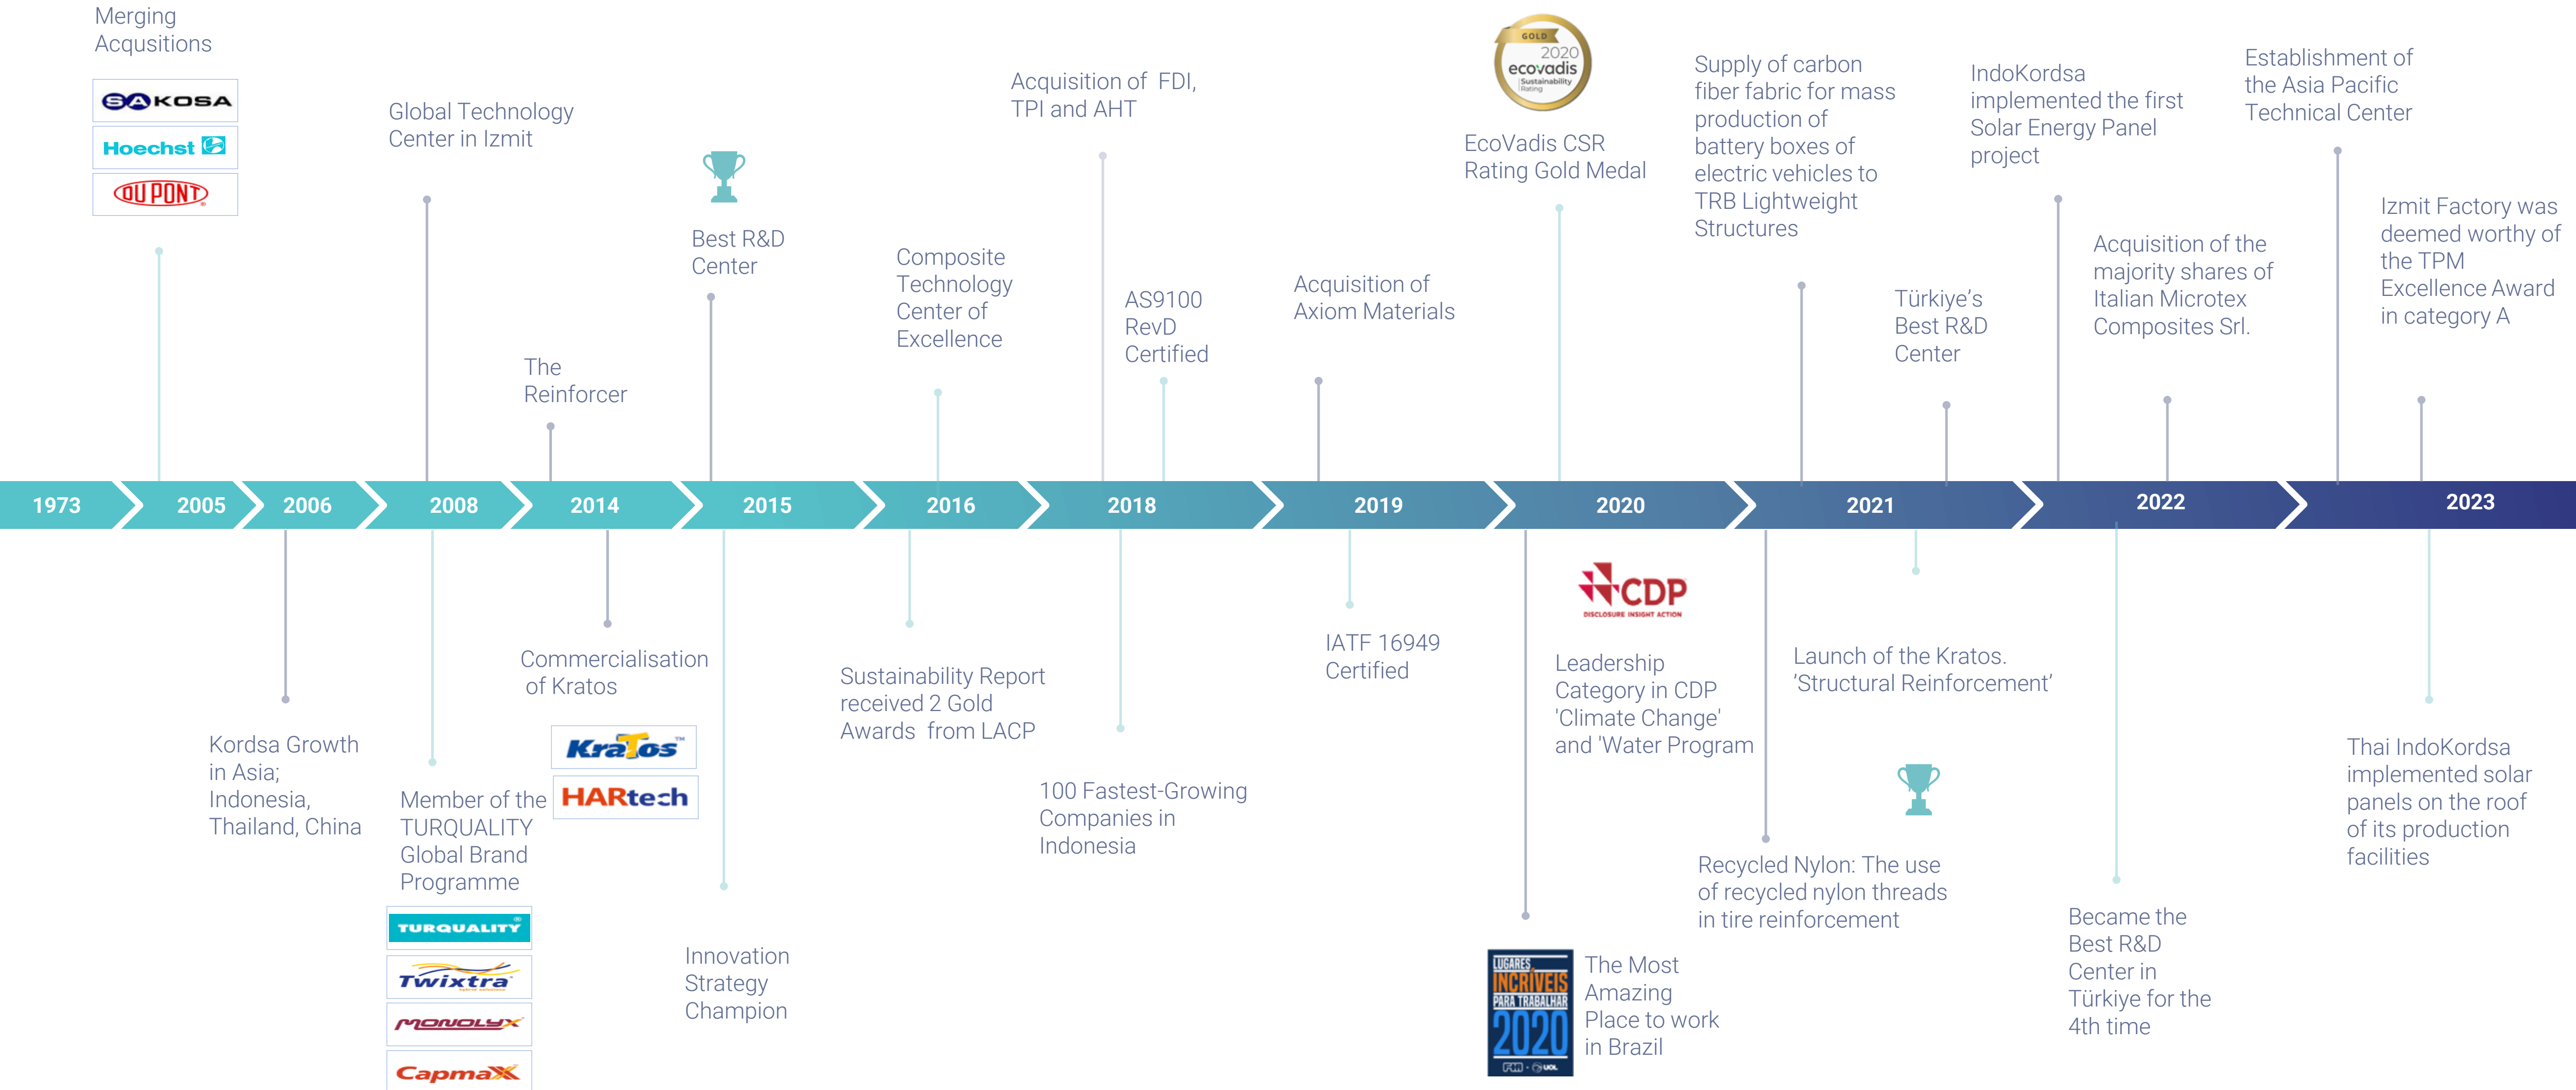 Merging
Acqusitions
SAKOSA
Hoechst
DU PONT
Global Technology
Center in Izmit
The
Reinforcer
Best R&D
Center
Composite
Technology
Center of
Excellence
Acquisition of FDI,
TPI and AHT
AS9100
RevD
Certified
Acquisition of
Axiom Materials
GOLD
2020
ecovadis
Sustainability
Rating
EcoVadis CSR
Rating Gold Medal
Supply of carbon
fiber fabric for mass
production of
battery boxes of
electric vehicles to
TRB Lightweight
Structures
Türkiye’s
Best R&D
Center
IndoKordsa
implemented the first
Solar Energy Panel
project
Acquisition of the
majority shares of
Italian Microtex
Composites Srl.
Establishment of
the Asia Pacific
Technical Center
Izmit Factory was
deemed worthy of
the TPM
Excellence Award
in category A
1973
2005
2006
2008
2014
2015
2016
2018
2019
2020
2021
2022
2023
Kordsa Growth
in Asia;
Indonesia,
Thailand, China
Member of the
TURQUALITY
Global Brand
Programme
TURQUALITY®
Twixtra
MONOLYX
CapmaXX
Commercialisation
of Kratos
KraTos™
HARtech
Innovation
Strategy
Champion
Sustainability Report
received 2 Gold
Awards from LACP
100 Fastest-Growing
Companies in
Indonesia
IATF 16949
Certified
CDP
DISCLOSURE INSIGHT ACTION
Leadership
Category in CDP
'Climate Change'
and 'Water Program
LUGARES
INCRÍVEIS
PARA TRABALHAR
2020
FIA · UOL
The Most
Amazing
Place to work
in Brazil
Recycled Nylon: The use
of recycled nylon threads
in tire reinforcement
Launch of the Kratos.
’Structural Reinforcement’
Became the
Best R&D
Center in
Türkiye for the
4th time
Thai IndoKordsa
implemented solar
panels on the roof
of its production
facilities